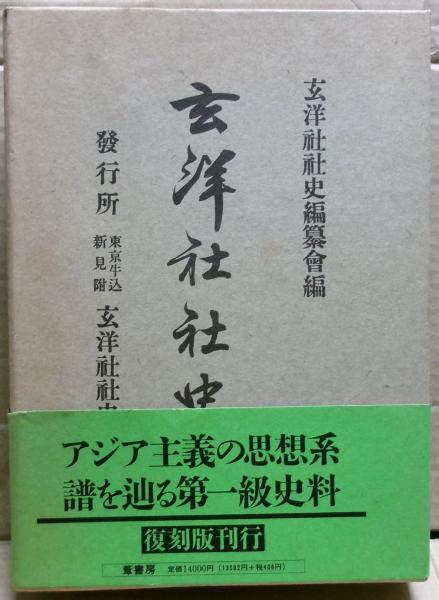 玄洋社社史編纂會編
玄洋社社史
發行所
東京牛込
新見附
玄洋社社史
アジア主義の思想系
譜を辿る第一級史料
復刻版刊行
葦書房
定価14000円(13592円+税408円)